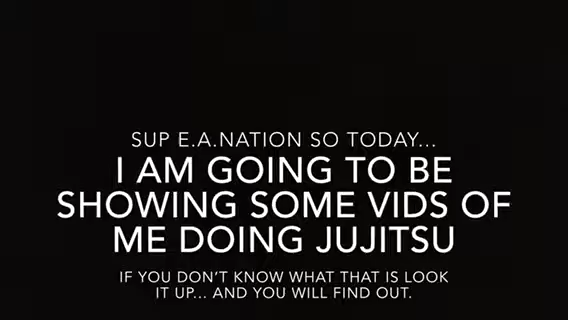 SUP E.A.NATION SO TODAY...
I AM GOING TO BE
SHOWING SOME VIDS OF
ME DOING JUJITSU
IF YOU DON’T KNOW WHAT THAT IS LOOK
IT UP... AND YOU WILL FIND OUT.